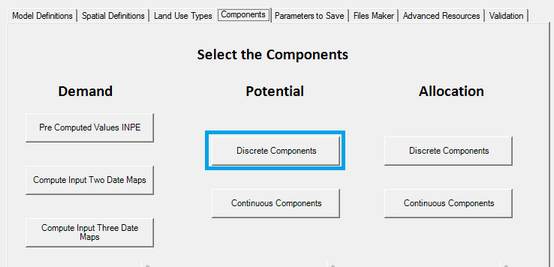 Model Definitions Spatial Definitions Land Use Types Components Parameters to Save Files Maker Advanced Resources Validation
Select the Components
Demand Potential Allocation
Pre Computed Values INPE
Discrete Components Discrete Components
Compute Input Two Date Maps
Continuous Components Continuous Components
Compute Input Three Date
Maps